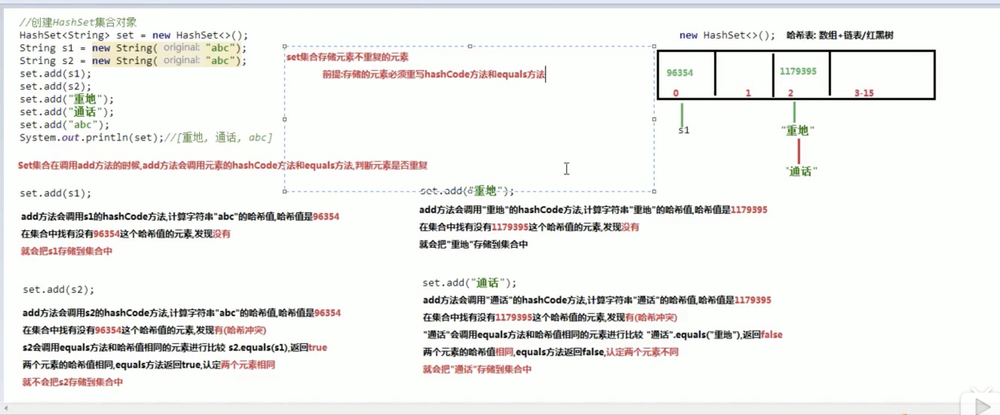 //创建HashSet集合对象
HashSet<String> set = new HashSet<>();
String s1 = new String( original: "abc");
String s2 = new String( original: "abc");
set.add(s1);
set.add(s2);
set.add("重地");
set.add("通话");
set.add("abc");
System.out.println(set);//[重地, 通话, abc]
set集合存储元素不重复的元素
前提:存储的元素必须重写hashCode方法和equals方法
new HashSet<>(); 哈希表: 数组+链表/红黑树
96354 1179395
0 1 2 3-15
s1 "重地"
"通话"
Set集合在调用add方法的时候,add方法会调用元素的hashCode方法和equals方法,判断元素是否重复
set.add(s1);
add方法会调用s1的hashCode方法,计算字符串"abc"的哈希值,哈希值是96354
在集合中找有没有96354这个哈希值的元素,发现没有
就会把s1存储到集合中
set.add("重地");
add方法会调用"重地"的hashCode方法,计算字符串"重地"的哈希值,哈希值是1179395
在集合中找有没有1179395这个哈希值的元素,发现没有
就会把"重地"存储到集合中
set.add(s2);
add方法会调用s2的hashCode方法,计算字符串"abc"的哈希值,哈希值是96354
在集合中找有没有96354这个哈希值的元素,发现有(哈希冲突)
s2会调用equals方法和哈希值相同的元素进行比较 s2.equals(s1),返回true
两个元素的哈希值相同,equals方法返回true,认定两个元素相同
就不会把s2存储到集合中
set.add("通话");
add方法会调用"通话"的hashCode方法,计算字符串"通话"的哈希值,哈希值是1179395
在集合中找有没有1179395这个哈希值的元素,发现有(哈希冲突)
"通话"会调用equals方法和哈希值相同的元素进行比较 "通话".equals("重地"),返回false
两个元素的哈希值相同,equals方法返回false,认定两个元素不同
就会把"通话"存储到集合中